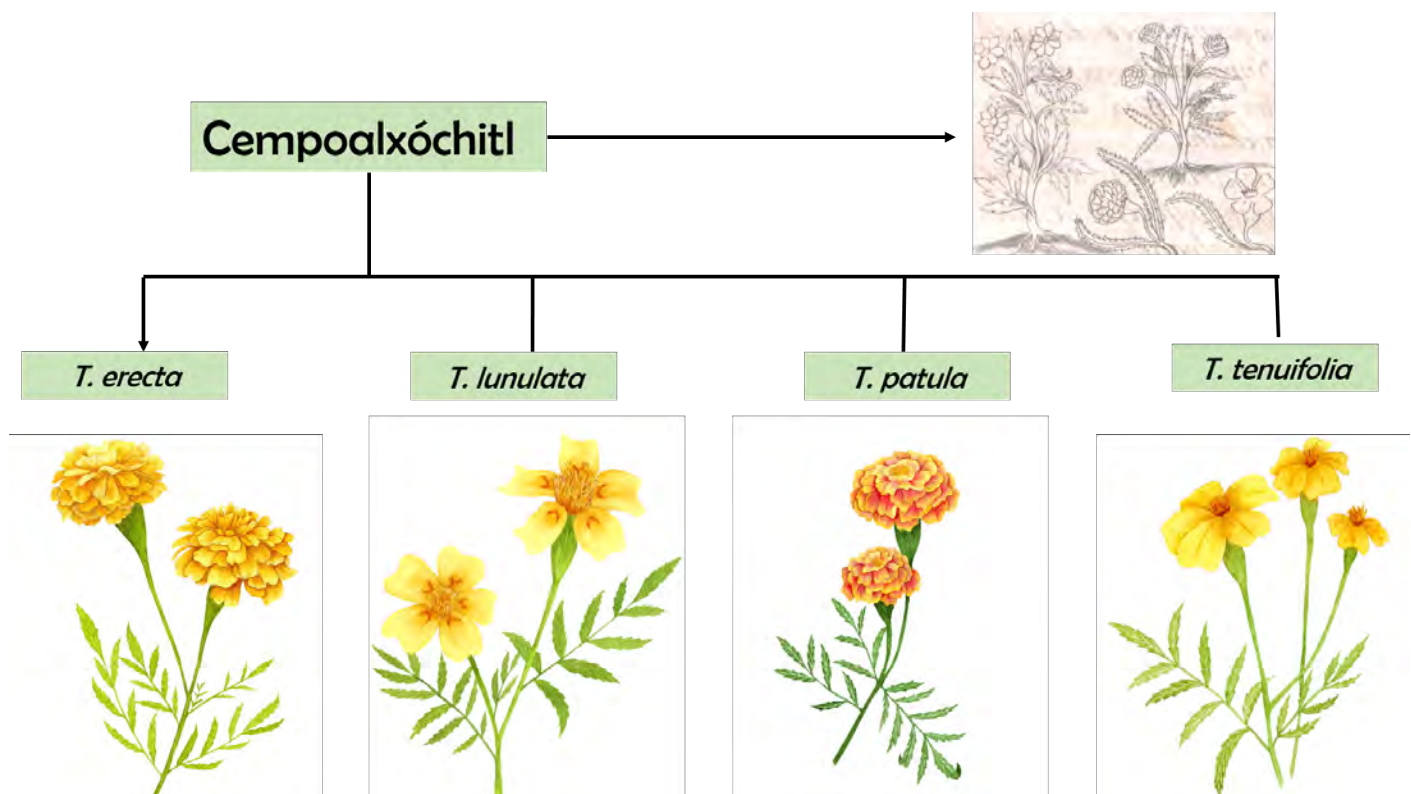 Cempoalxóchitl
T. erecta
T. lunulata
T. patula
T. tenuifolia